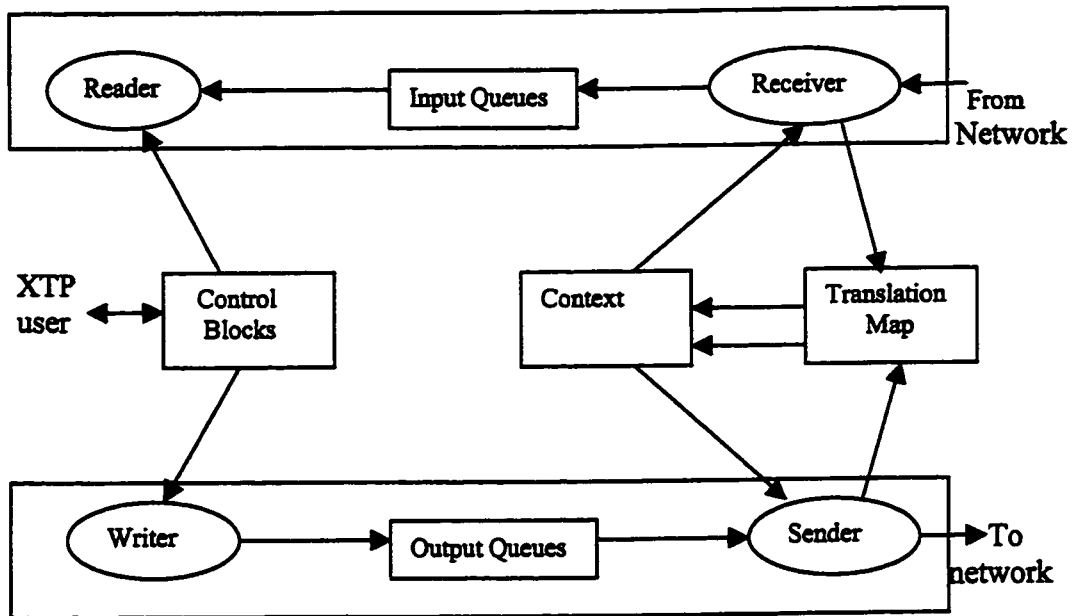 Reader
Input Queues
Receiver
From
Network
XTP
user
Control
Blocks
Context
Translation
Map
Writer
Output Queues
Sender
To
network